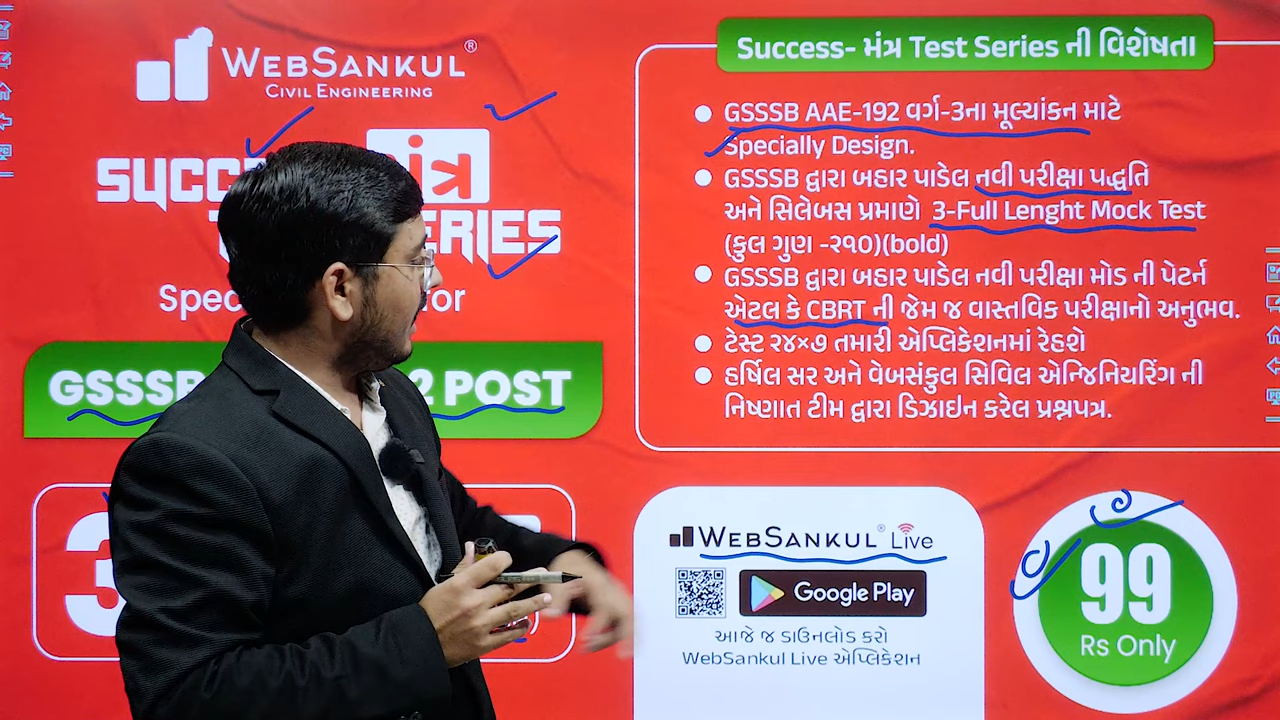 WEBSANKUL®
CIVIL ENGINEERING
મંત્ર
SERIES
GSSSB
2 POST
3
Success- મંત્ર Test Series ની વિશેષતા
GSSSB AAE-192 વર્ગ-3ના મૂલ્યાંકન માટે
Specially Design.
GSSSB દ્વારા બહાર પાડેલ નવી પરીક્ષા પદ્ધતિ
અને સિલેબસ પ્રમાણે 3-Full Lenght Mock Test
(કુલ ગુણ -૨૧૦)(bold)
GSSSB દ્વારા બહાર પાડેલ નવી પરીક્ષા મોડ ની પેટર્ન
એટલ કે CBRT ની જેમ જ વાસ્તવિક પરીક્ષાનો અનુભવ.
ટેસ્ટ ૨૪×૭ તમારી એપ્લિકેશનમાં રેહશે
હર્ષિલ સર અને વેબસંકુલ સિવિલ એન્જિનિયરિંગ ની
નિષ્ણાત ટીમ દ્વારા ડિઝાઇન કરેલ પ્રશ્નપત્ર.
WEBSANKUL® Live
Google Play
આજે જ ડાઉનલોડ કરો
WebSankul Live એપ્લિકેશન
99
Rs Only